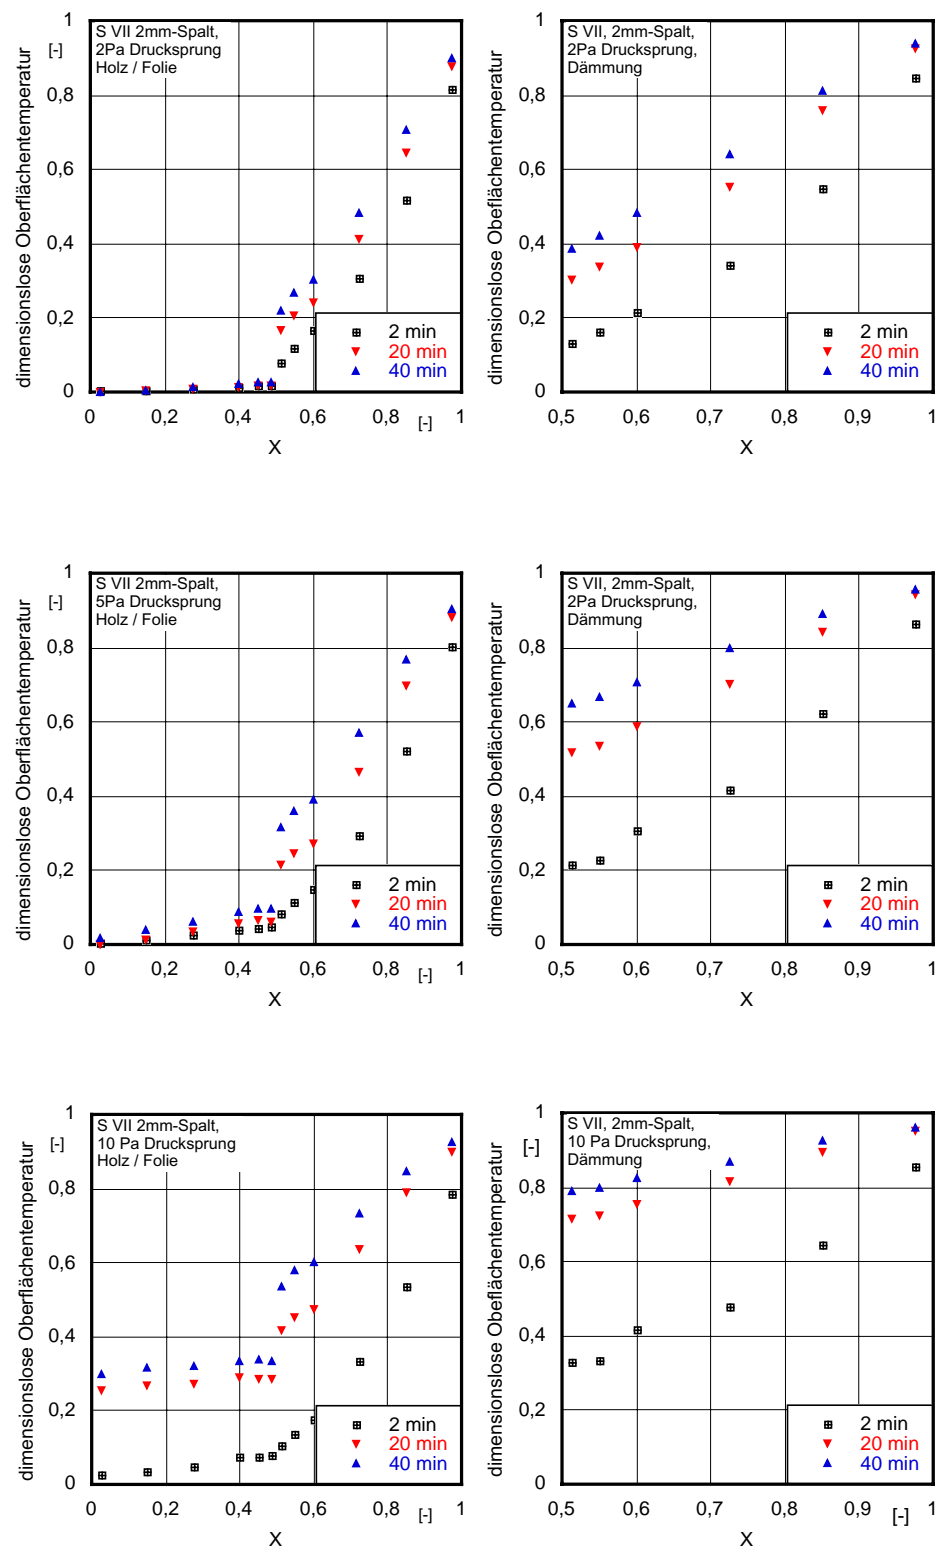 1
S VII 2mm-Spalt,
2Pa Drucksprung
Holz / Folie
[-]
0,8
0,6
0,4
0,2
0
dimensionslose Oberflächentemperatur
2 min
20 min
40 min
0
0,2
0,4
0,6
0,8
1
[-]
X
1
S VII, 2mm-Spalt,
2Pa Drucksprung,
Dämmung
0,8
0,6
0,4
0,2
0
dimensionslose Obeflächentemperatur
2 min
20 min
40 min
0,5
0,6
0,7
0,8
0,9
1
X
1
S VII 2mm-Spalt,
5Pa Drucksprung
Holz / Folie
[-]
0,8
0,6
0,4
0,2
0
dimensionslose Oberflächentemperatur
2 min
20 min
40 min
0
0,2
0,4
0,6
0,8
1
[-]
X
1
S VII, 2mm-Spalt,
2Pa Drucksprung,
Dämmung
0,8
0,6
0,4
0,2
0
dimensionslose Obeflächentemperatur
2 min
20 min
40 min
0,5
0,6
0,7
0,8
0,9
1
X
1
S VII 2mm-Spalt,
10 Pa Drucksprung
Holz / Folie
[-]
0,8
0,6
0,4
0,2
0
dimensionslose Oberflächentemperatur
2 min
20 min
40 min
0
0,2
0,4
0,6
0,8
1
[-]
X
1
S VII, 2mm-Spalt,
10 Pa Drucksprung,
Dämmung
[-]
0,8
0,6
0,4
0,2
0
dimensionslose Obeflächentemperatur
2 min
20 min
40 min
0,5
0,6
0,7
0,8
0,9
1
[-]
X